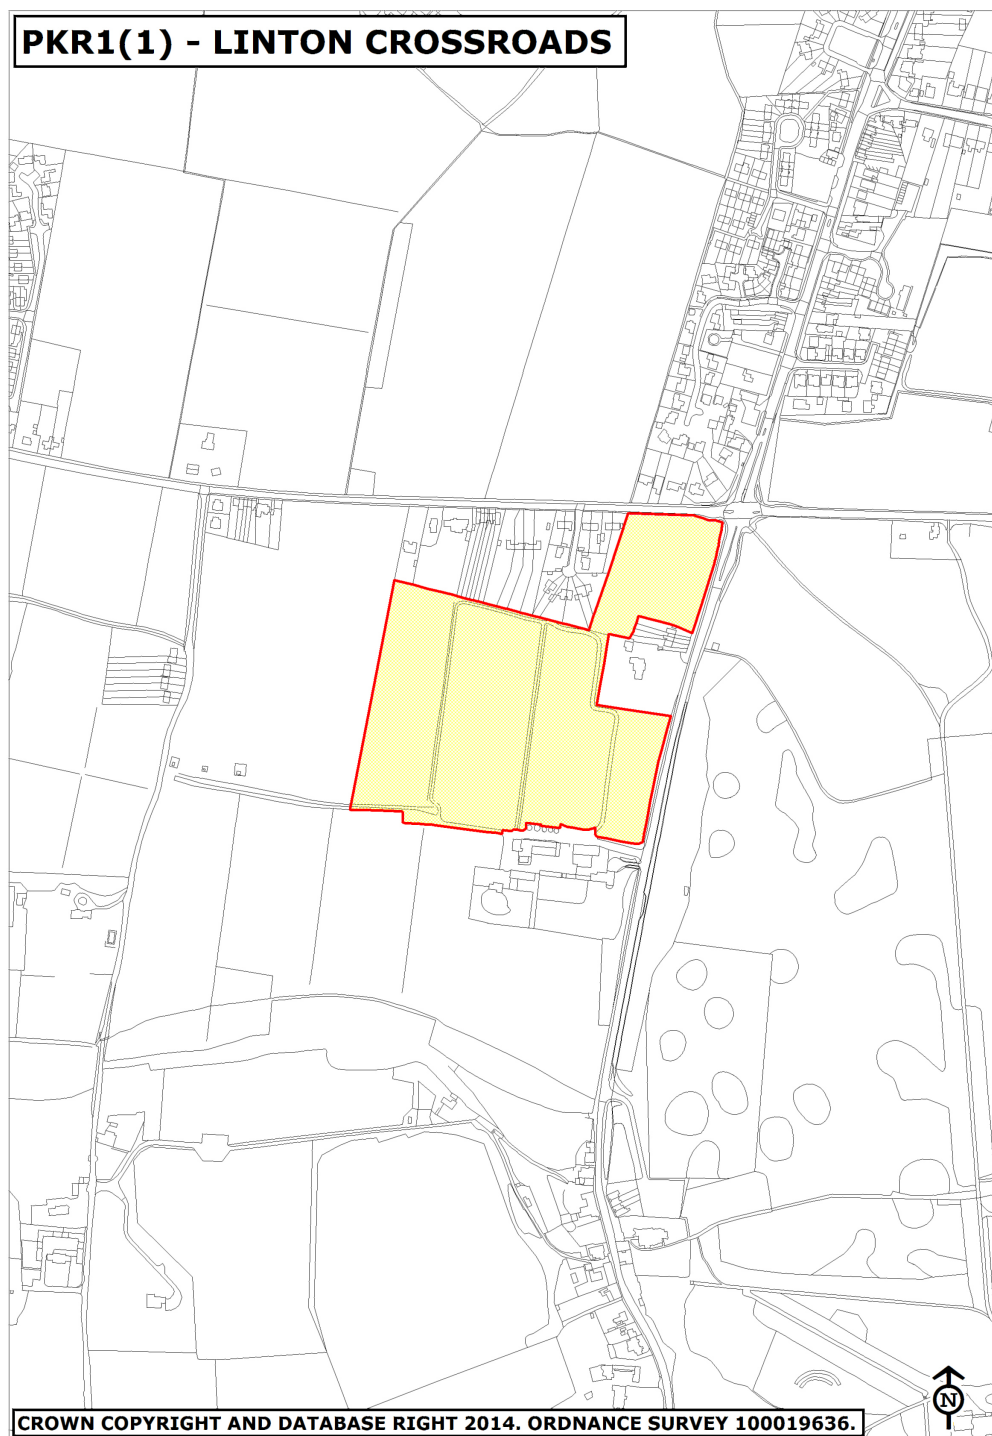 PKR1(1) - LINTON CROSSROADS
N
CROWN COPYRIGHT AND DATABASE RIGHT 2014. ORDNANCE SURVEY 100019636.